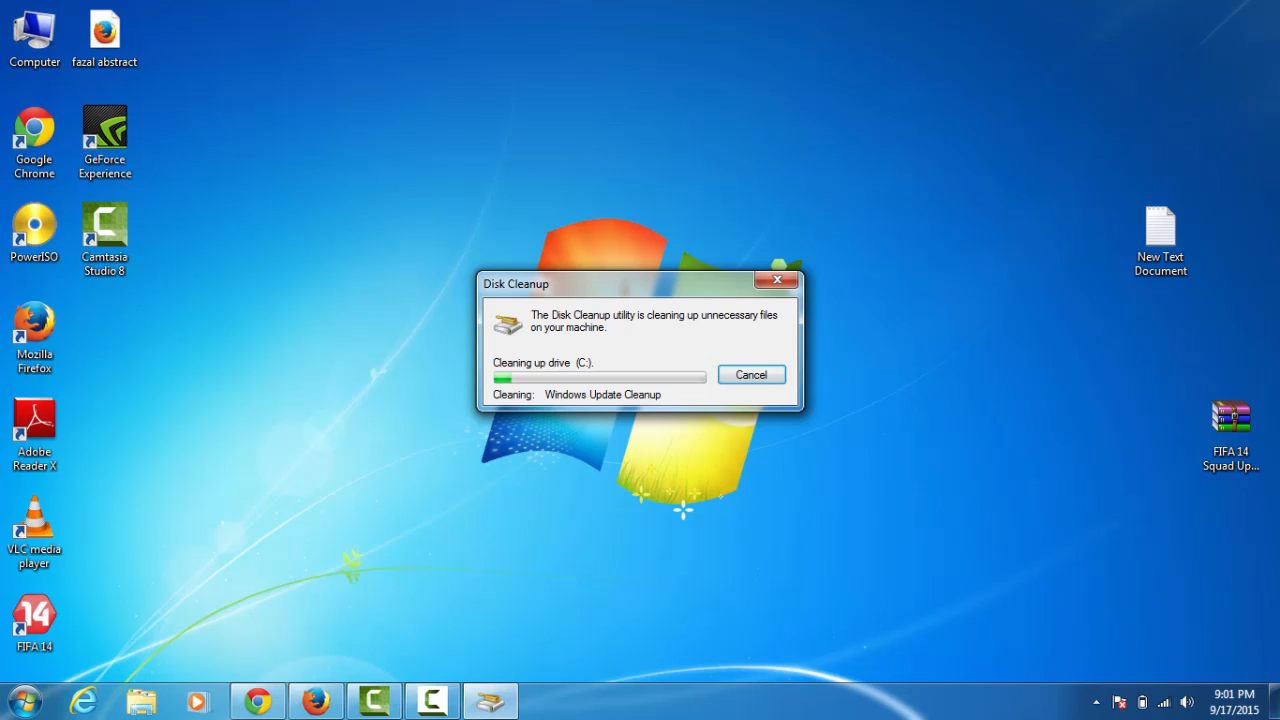 Computer
fazal abstract
Google
Chrome
GeForce
Experience
PowerISO
Camtasia
Studio 8
Mozilla
Firefox
Adobe
Reader X
VLC media
player
14
FIFA 14
New Text
Document
FIFA 14
Squad Up...
Disk Cleanup
The Disk Cleanup utility is cleaning up unnecessary files
on your machine.
Cleaning up drive (C:).
Cancel
Cleaning: Windows Update Cleanup
9:01 PM
9/17/2015